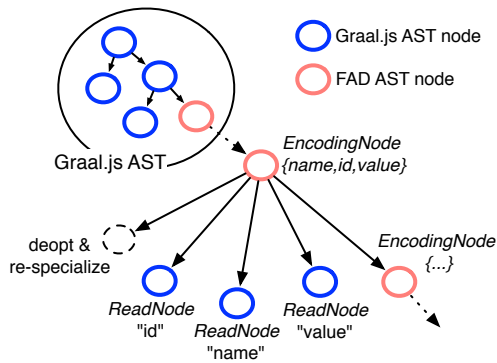 Graal.js AST node
FAD AST node
Graal.js AST
EncodingNode
{name,id,value}
deopt &
re-specialize
EncodingNode
{...}
ReadNode
"id"
ReadNode
"name"
ReadNode
"value"